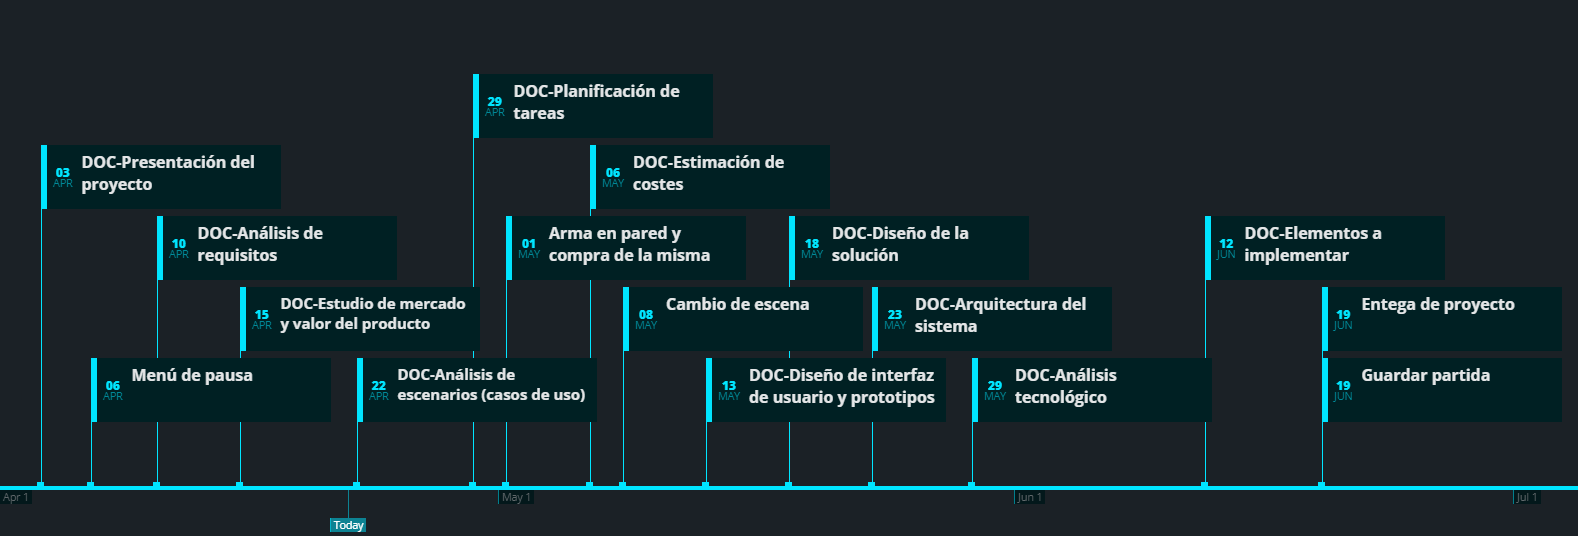 29
APR
DOC-Planificación de
tareas
03
APR
DOC-Presentación del
proyecto
06
MAY
DOC-Estimación de
costes
10
APR
DOC-Análisis de
requisitos
01
MAY
Arma en pared y
compra de la misma
18
MAY
DOC-Diseño de la
solución
12
JUN
DOC-Elementos a
implementar
15
APR
DOC-Estudio de mercado
y valor del producto
08
MAY
Cambio de escena
23
MAY
DOC-Arquitectura del
sistema
19
JUN
Entega de proyecto
06
APR
Menú de pausa
22
APR
DOC-Análisis de
escenarios (casos de uso)
13
MAY
DOC-Diseño de interfaz
de usuario y prototipos
29
MAY
DOC-Análisis
tecnológico
19
JUN
Guardar partida
Apr 1
May 1
Jun 1
Jul 1
Today